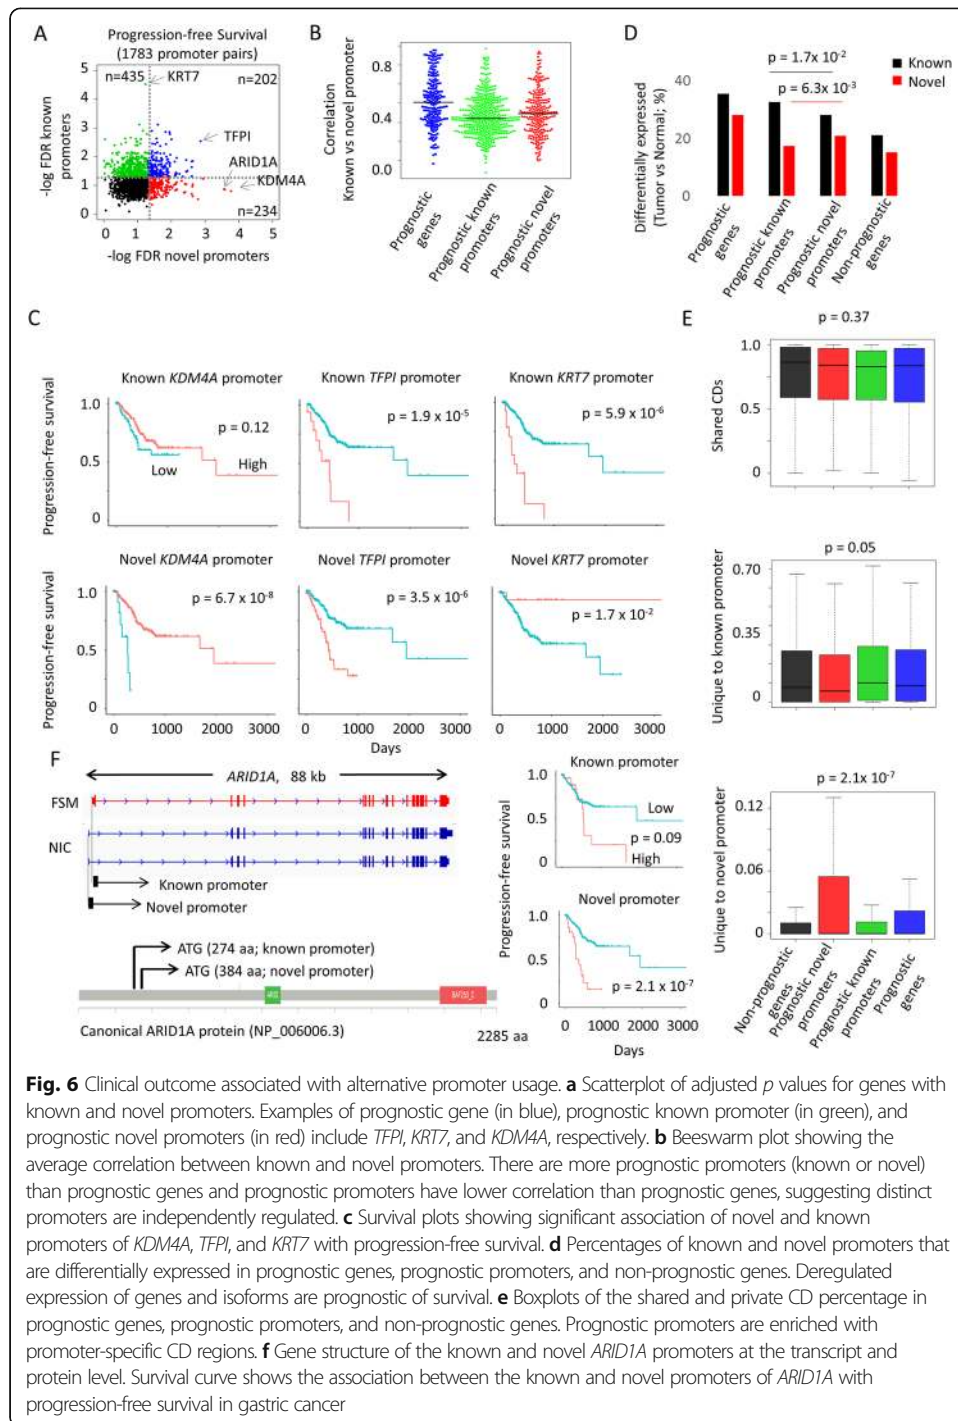 A
Progression-free Survival
(1783 promoter pairs)
-log FDR known
promoters
5
4
3
2
1
0
n=435
KRT7
n=202
TFPI
ARID1A
KDM4A
n=234
0 1 2 3 4 5
-log FDR novel promoters
B
Correlation
Known vs novel promoter
0.8
0.4
0.0
Prognostic
genes
Prognostic known
promoters
Prognostic novel
promoters
D
Differentially expressed
(Tumor vs Normal; %)
40
20
0
p = 1.7x 10-2
p = 6.3x 10-3
Known
Novel
Prognostic
genes
Prognostic known
promoters
Prognostic novel
promoters
Non-prognostic
genes
C
Progression-free survival
Known KDM4A promoter
1.0
0.5
0
p = 0.12
Low
High
Known TFPI promoter
p = 1.9 x 10-5
Known KRT7 promoter
p = 5.9 x 10-6
Progression-free survival
Novel KDM4A promoter
1.0
0.5
0
p = 6.7 x 10-8
Novel TFPI promoter
p = 3.5 x 10-6
Novel KRT7 promoter
p = 1.7 x 10-2
0 1000 2000 3000
0 1000 2000 3000
0 1000 2000 3000
Days
E
p = 0.37
Shared CDs
1.0
0.5
0
p = 0.05
Unique to known promoter
0.70
0.35
0
p = 2.1x 10-7
Unique to novel promoter
0.12
0.06
0
Non-prognostic
genes
Prognostic novel
promoters
Prognostic known
promoters
Prognostic
genes
F
ARID1A, 88 kb
FSM
NIC
Known promoter
Novel promoter
ATG (274 aa; known promoter)
ATG (384 aa; novel promoter)
Canonical ARID1A protein (NP_006006.3)
2285 aa
Progression-free survival
Known promoter
1.0
0.5
0
Low
p = 0.09
High
Novel promoter
1.0
0.5
0
p = 2.1 x 10-7
0 1000 2000 3000
Days
Fig. 6 Clinical outcome associated with alternative promoter usage. a Scatterplot of adjusted p values for genes with
known and novel promoters. Examples of prognostic gene (in blue), prognostic known promoter (in green), and
prognostic novel promoters (in red) include TFPI, KRT7, and KDM4A, respectively. b Beeswarm plot showing the
average correlation between known and novel promoters. There are more prognostic promoters (known or novel)
than prognostic genes and prognostic promoters have lower correlation than prognostic genes, suggesting distinct
promoters are independently regulated. c Survival plots showing significant association of novel and known
promoters of KDM4A, TFPI, and KRT7 with progression-free survival. d Percentages of known and novel promoters that
are differentially expressed in prognostic genes, prognostic promoters, and non-prognostic genes. Deregulated
expression of genes and isoforms are prognostic of survival. e Boxplots of the shared and private CD percentage in
prognostic genes, prognostic promoters, and non-prognostic genes. Prognostic promoters are enriched with
promoter-specific CD regions. f Gene structure of the known and novel ARID1A promoters at the transcript and
protein level. Survival curve shows the association between the known and novel promoters of ARID1A with
progression-free survival in gastric cancer